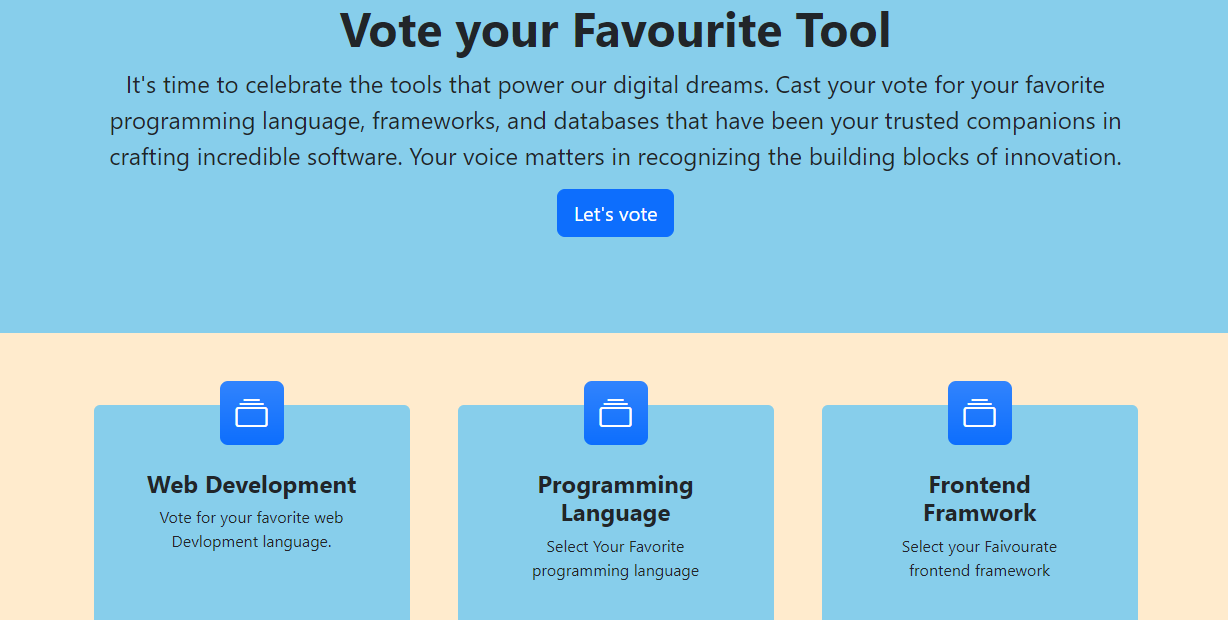 Vote your Favourite Tool
It's time to celebrate the tools that power our digital dreams. Cast your vote for your favorite
programming language, frameworks, and databases that have been your trusted companions in
crafting incredible software. Your voice matters in recognizing the building blocks of innovation.
Let's vote
Web Development
Vote for your favorite web
Devlopment language.
Programming
Language
Select Your Favorite
programming language
Frontend
Framwork
Select your Faivourate
frontend framework